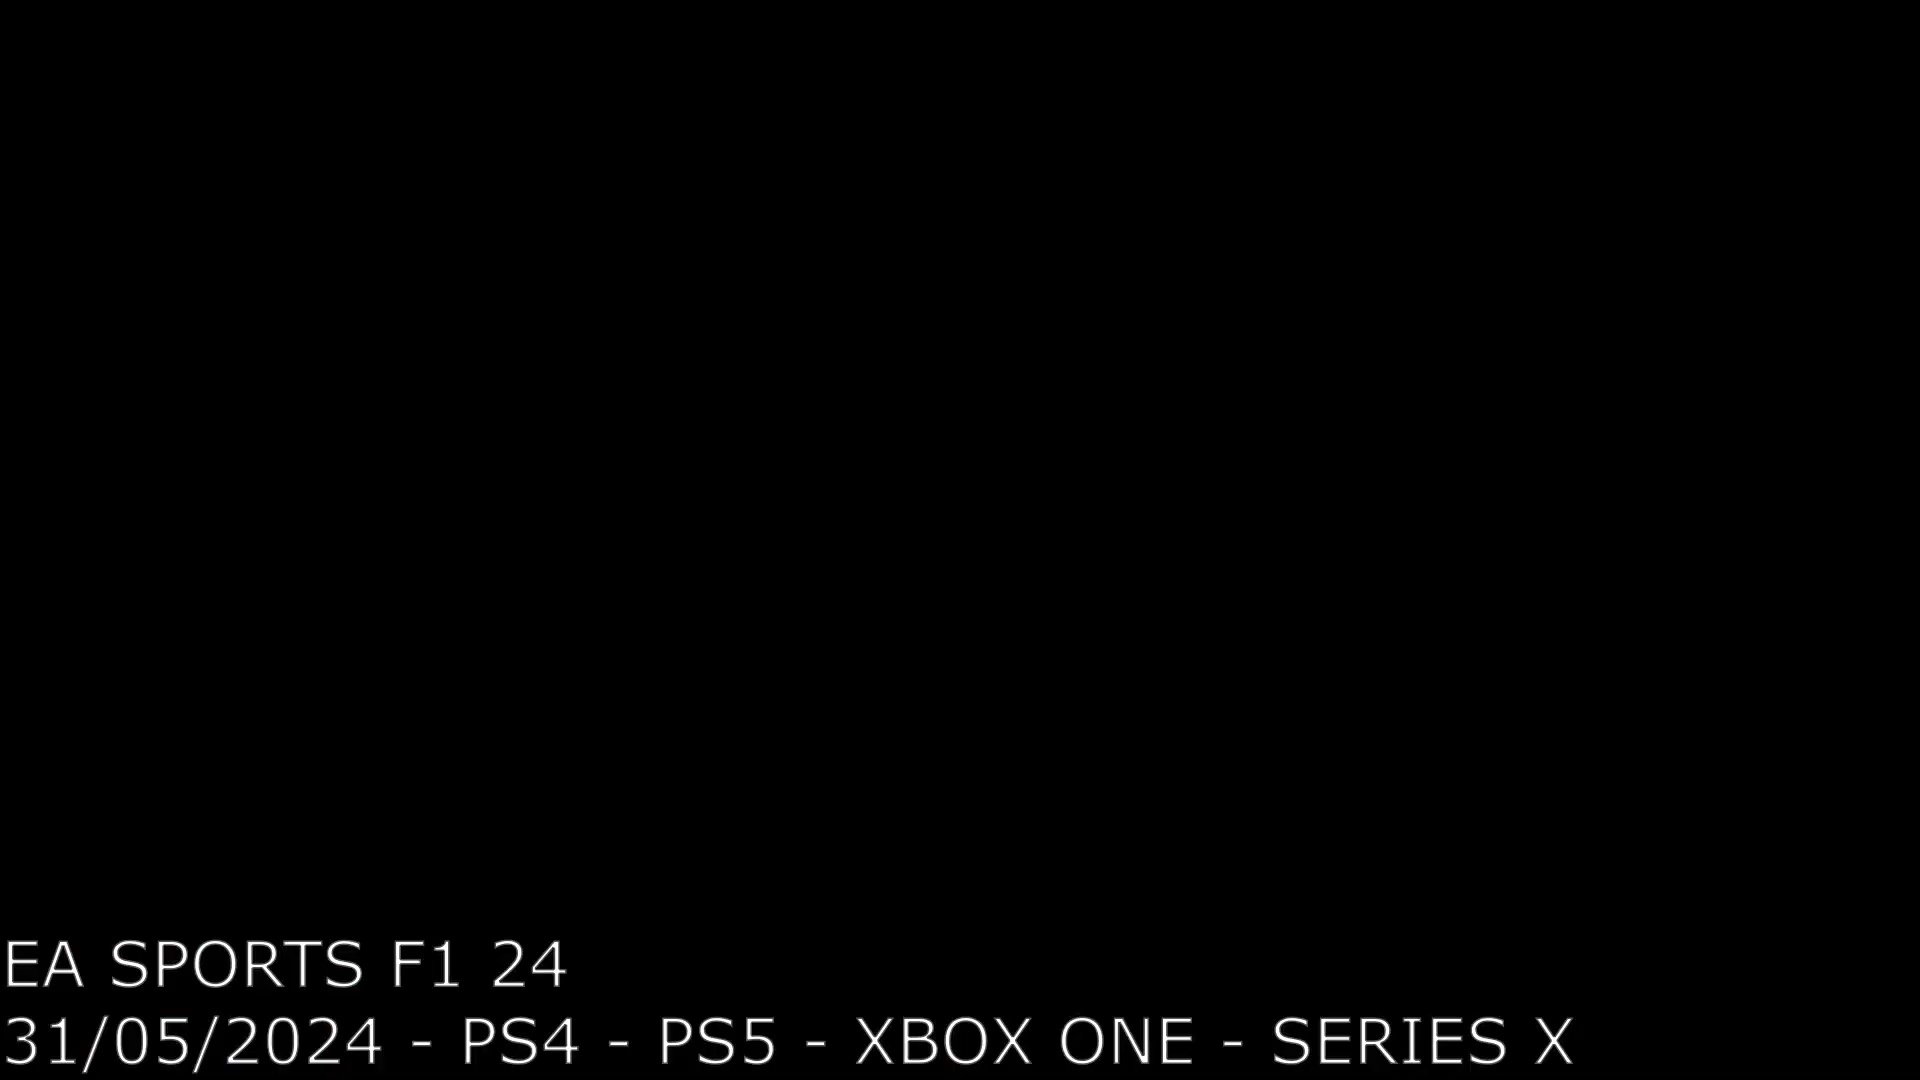 EA SPORTS F1 24
31/05/2024 - PS4 - PS5 - XBOX ONE - SERIES X